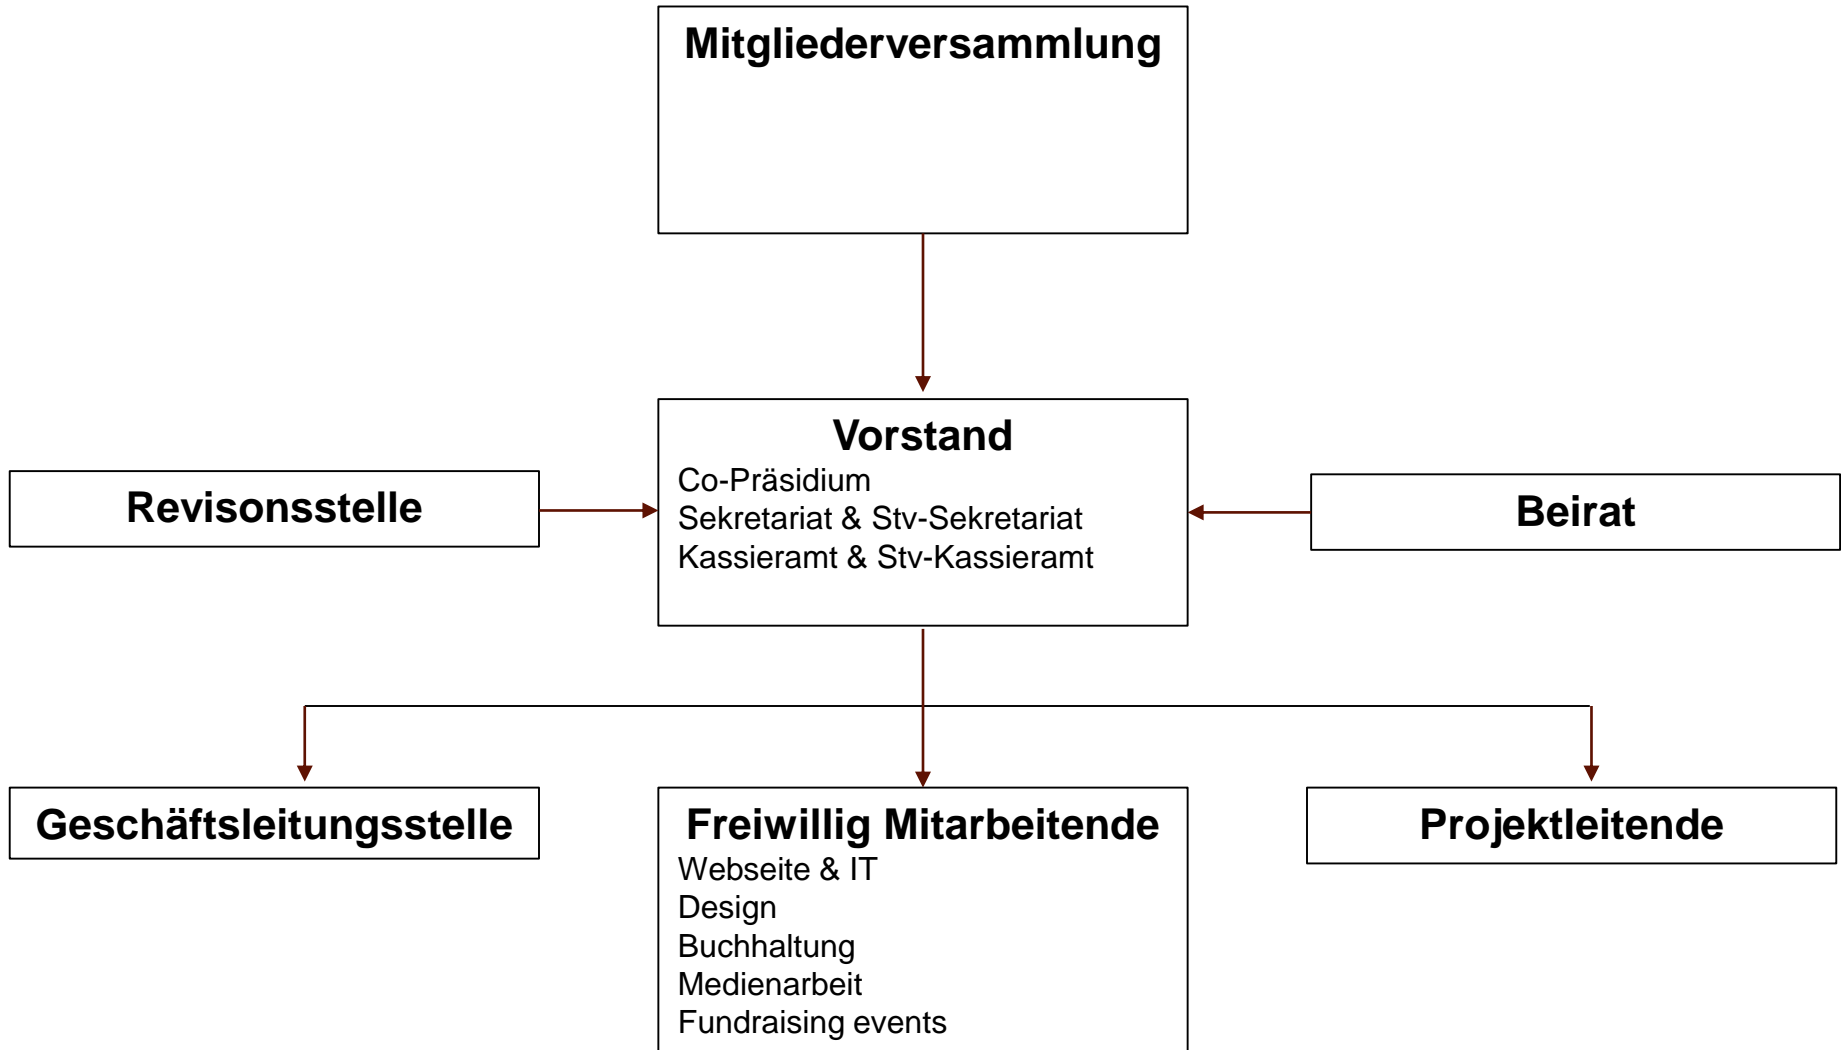 Mitgliederversammlung
Vorstand
Co-Präsidium
Sekretariat & Stv-Sekretariat
Kassieramt & Stv-Kassieramt
Revisonsstelle
Beirat
Geschäftsleitungsstelle
Freiwillig Mitarbeitende
Webseite & IT
Design
Buchhaltung
Medienarbeit
Fundraising events
Projektleitende